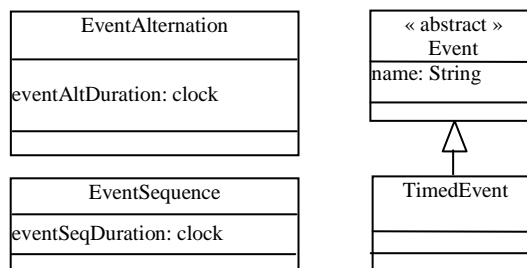 EventAlternation
eventAltDuration: clock
« abstract »
Event
name: String
EventSequence
eventSeqDuration: clock
TimedEvent